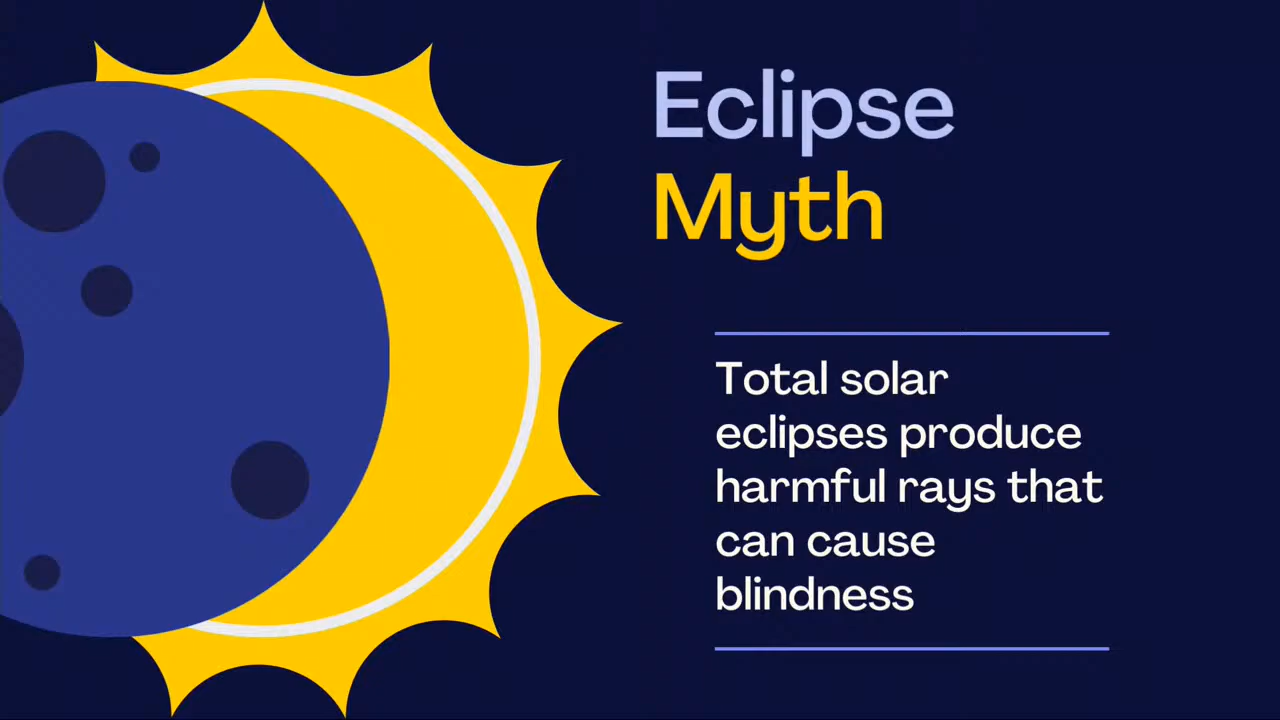 Eclipse
Myth
Total solar
eclipses produce
harmful rays that
can cause
blindness